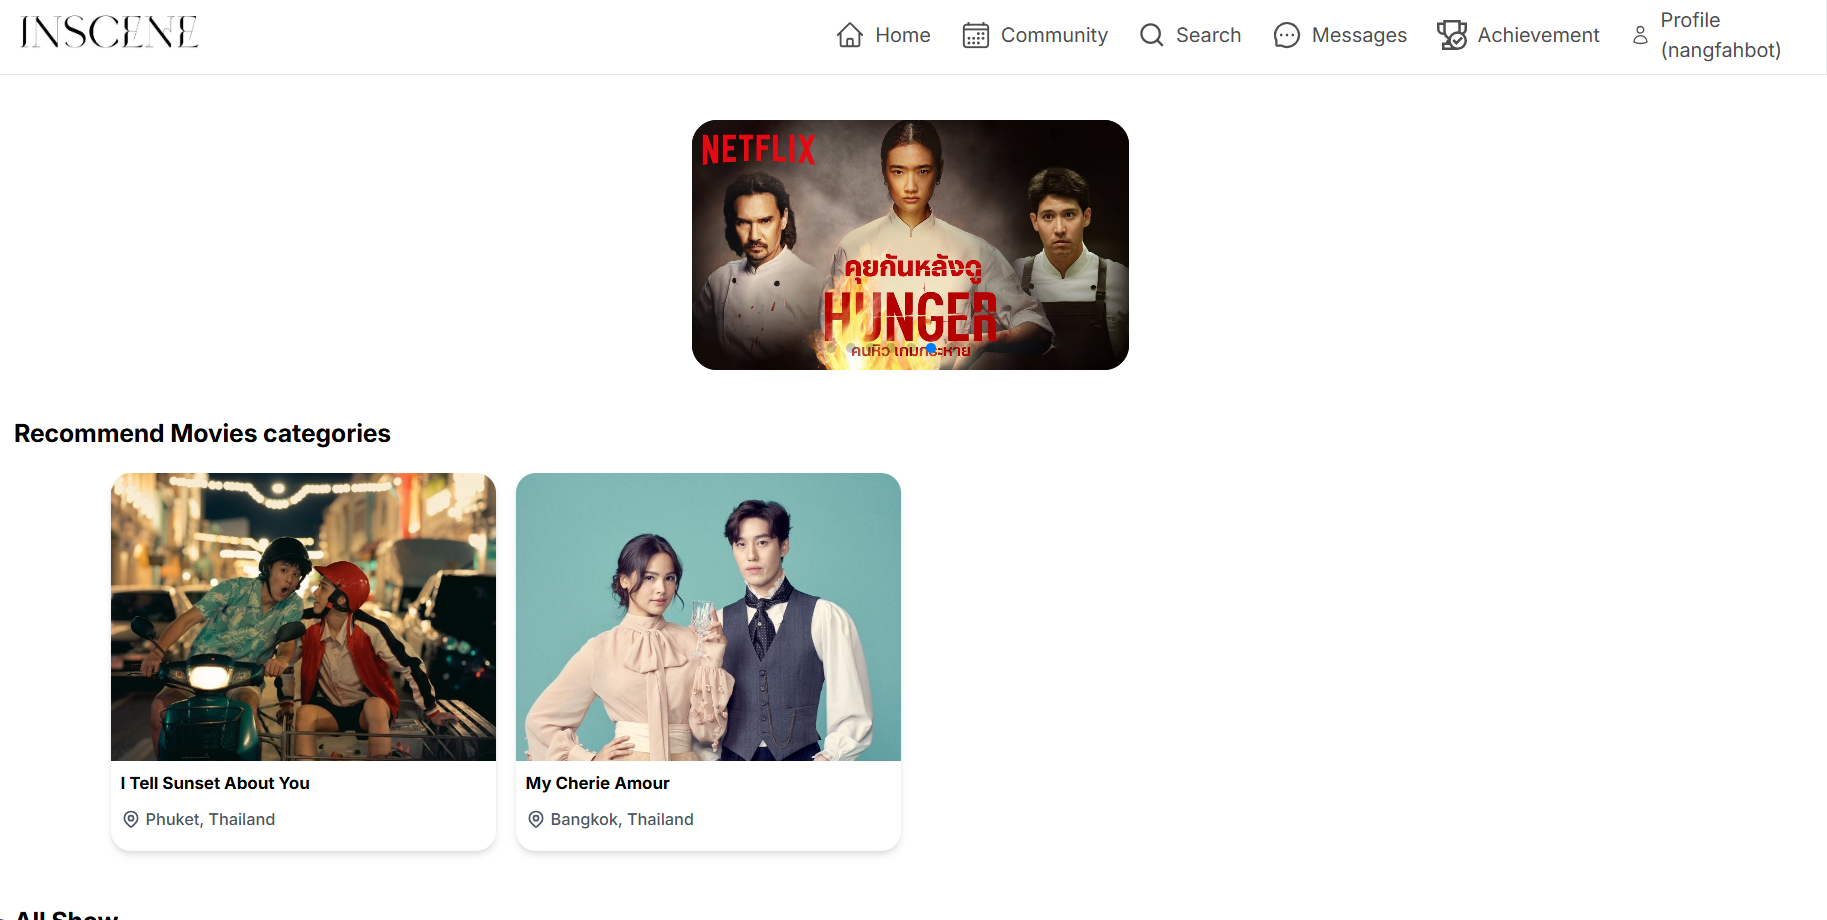 INSCENE
Home
Community
Search
Messages
Achievement
Profile
(nangfahbot)
NETFLIX
คุยกันหลังดู
HUNGER
คนหิว เกมกระหาย
Recommend Movies categories
I Tell Sunset About You
Phuket, Thailand
My Cherie Amour
Bangkok, Thailand
All Show